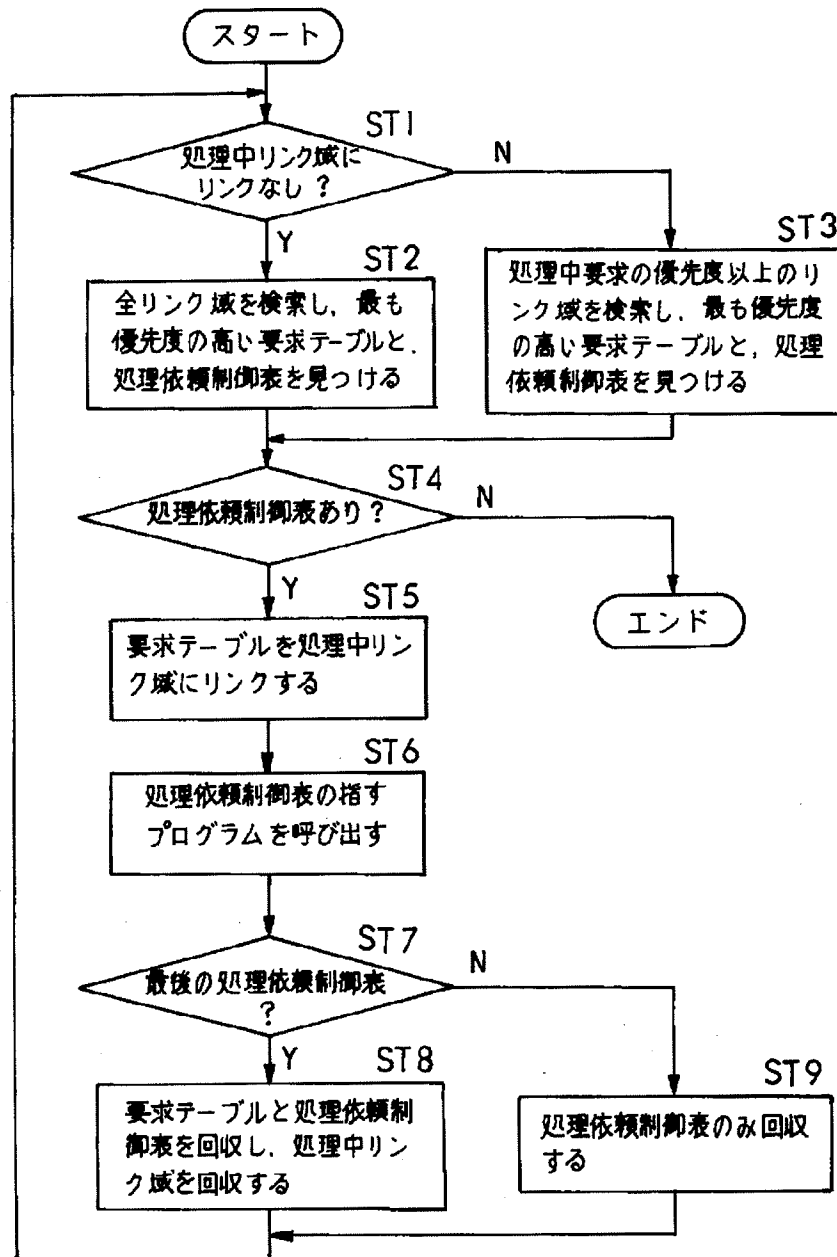 スタート
ST1
処理中リンク域に
リンクなし?
N
Y
ST2
全リンク域を検索し、最も
優先度の高い要求テーブルと、
処理依頼制御表を見つける
ST3
処理中要求の優先度以上のリ
ンク域を検索し、最も優先度
の高い要求テーブルと、処理
依頼制御表を見つける
ST4
処理依頼制御表あり?
N
Y
エンド
ST5
要求テーブルを処理中リン
ク域にリンクする
ST6
処理依頼制御表の指す
プログラムを呼び出す
ST7
最後の処理依頼制御表
?
N
Y
ST8
要求テーブルと処理依頼制
御表を回収し、処理中リン
ク域を回収する
ST9
処理依頼制御表のみ回収
する